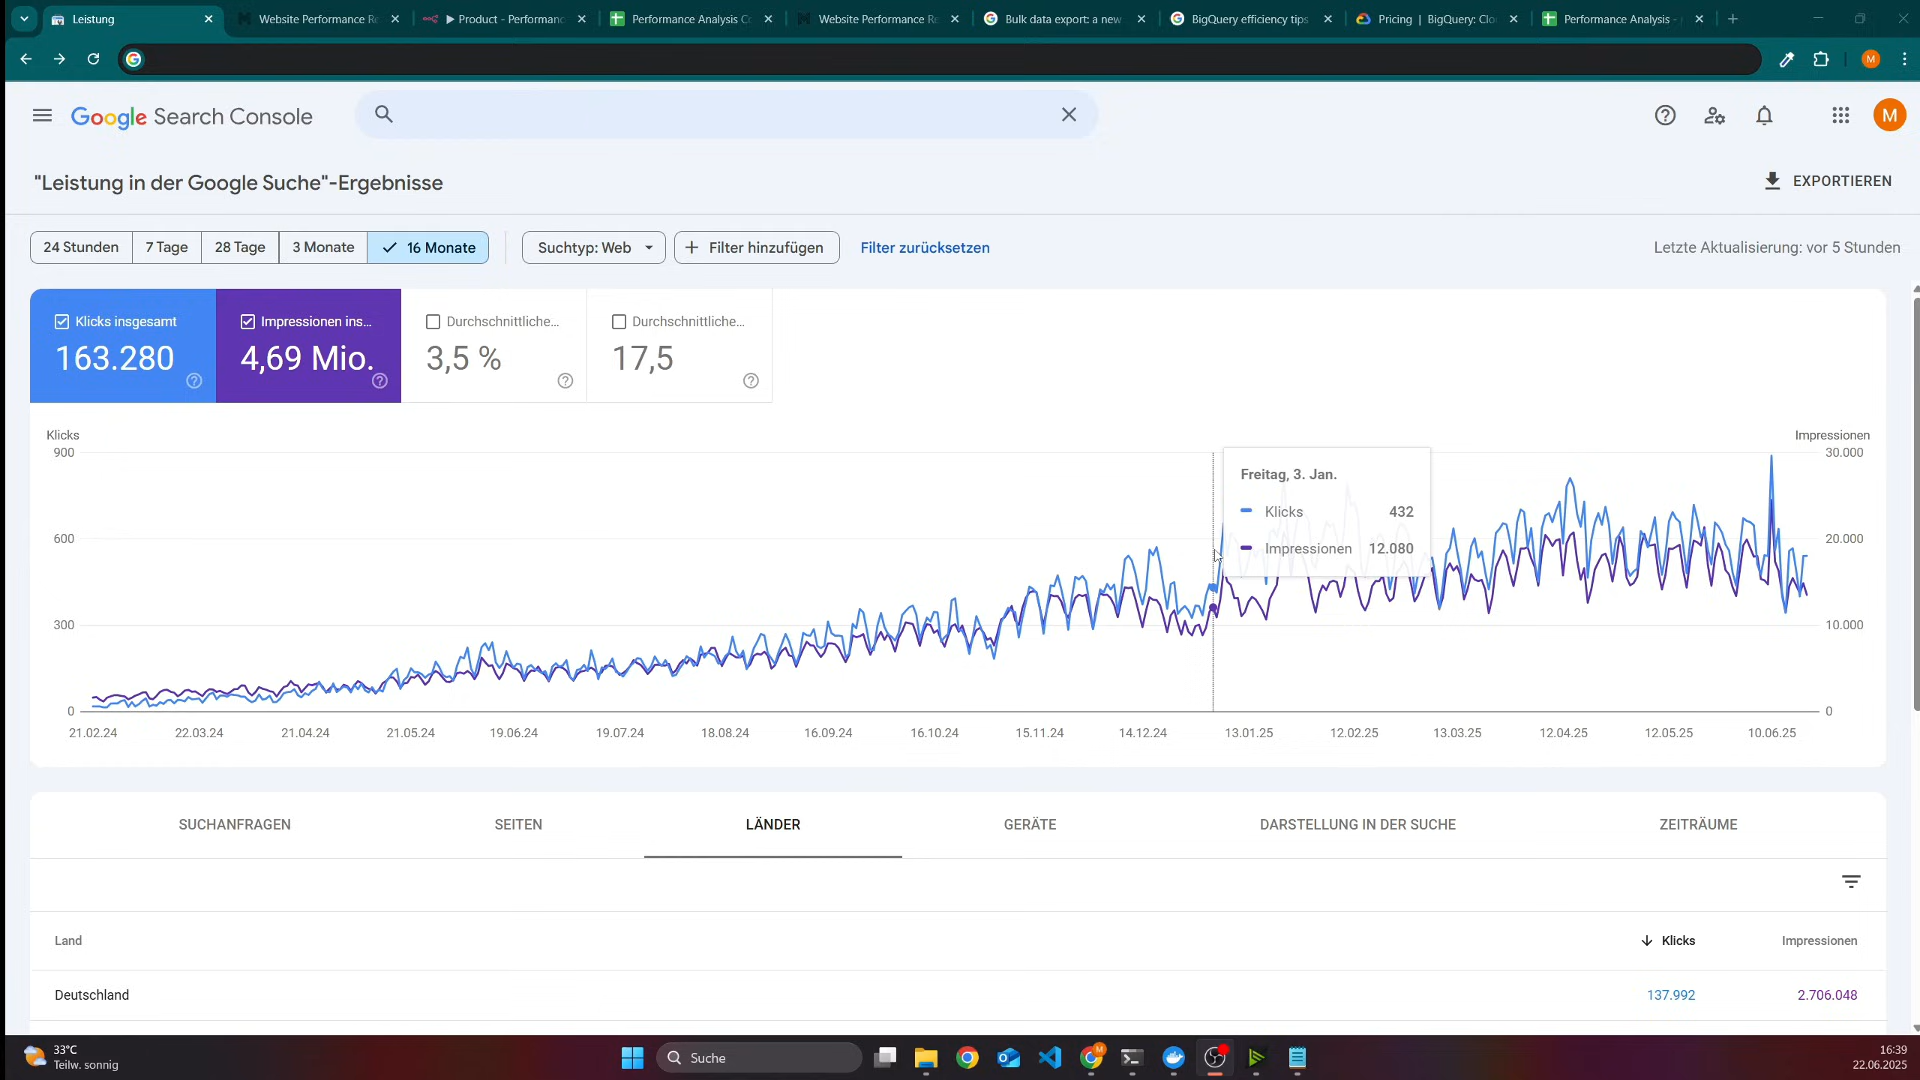 Leistung
Website Performance Re
Product - Performanc
Performance Analysis Co
Website Performance Re
Bulk data export: a new
BigQuery efficiency tips
Pricing | BigQuery: Clo
Performance Analysis -
M
Google Search Console
M
"Leistung in der Google Suche"-Ergebnisse
EXPORTIEREN
24 Stunden
7 Tage
28 Tage
3 Monate
16 Monate
Suchtyp: Web
Filter hinzufügen
Filter zurücksetzen
Letzte Aktualisierung: vor 5 Stunden
Klicks insgesamt
163.280
Impressionen ins...
4,69 Mio.
Durchschnittliche...
3,5 %
Durchschnittliche...
17,5
Klicks
Impressionen
900
600
300
0
30.000
20.000
10.000
0
Freitag, 3. Jan.
Klicks 432
Impressionen 12.080
21.02.24 22.03.24 21.04.24 21.05.24 19.06.24 19.07.24 18.08.24 16.09.24 16.10.24 15.11.24 14.12.24 13.01.25 12.02.25 13.03.25 12.04.25 12.05.25 10.06.25
SUCHANFRAGEN
SEITEN
LÄNDER
GERÄTE
DARSTELLUNG IN DER SUCHE
ZEITRÄUME
Land Klicks Impressionen
Deutschland 137.992 2.706.048
33°C
Teilw. sonnig
Suche
M
16:39
22.06.2025